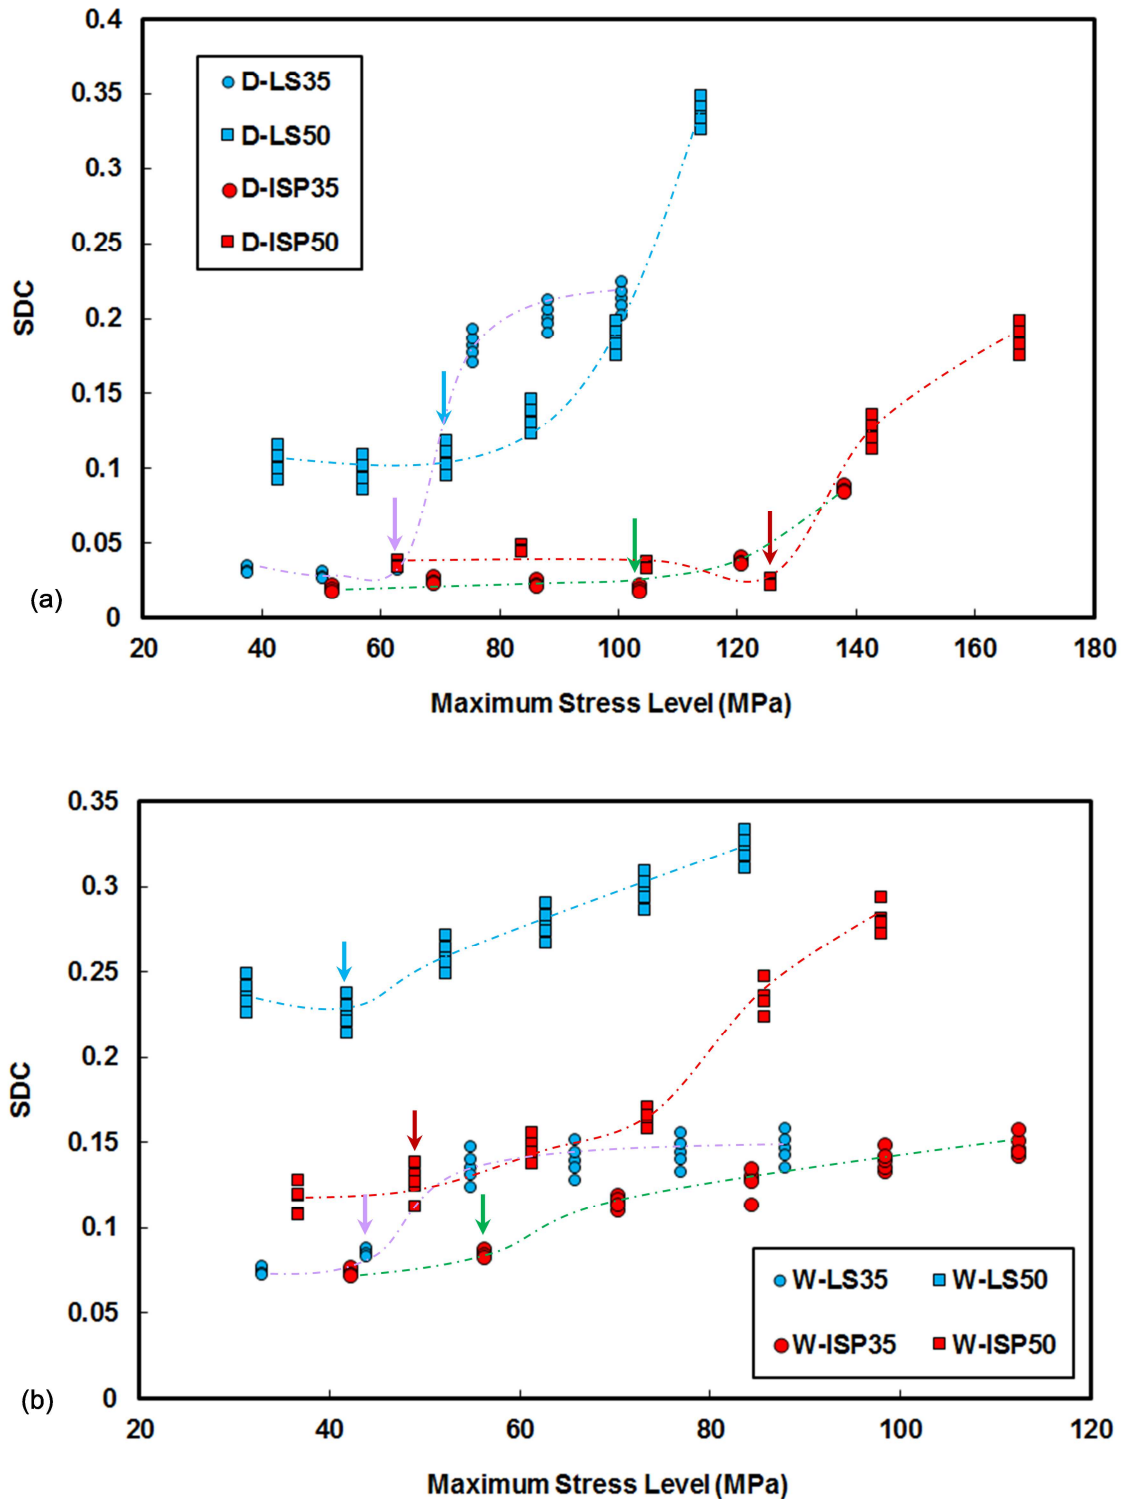 0.4
0.35
0.3
0.25
0.2
0.15
0.1
0.05
0
SDC
D-LS35
D-LS50
D-ISP35
D-ISP50
(a)
20 40 60 80 100 120 140 160 180
Maximum Stress Level (MPa)
0.35
0.3
0.25
0.2
0.15
0.1
0.05
0
SDC
W-LS35 W-LS50
W-ISP35 W-ISP50
(b)
20 40 60 80 100 120
Maximum Stress Level (MPa)